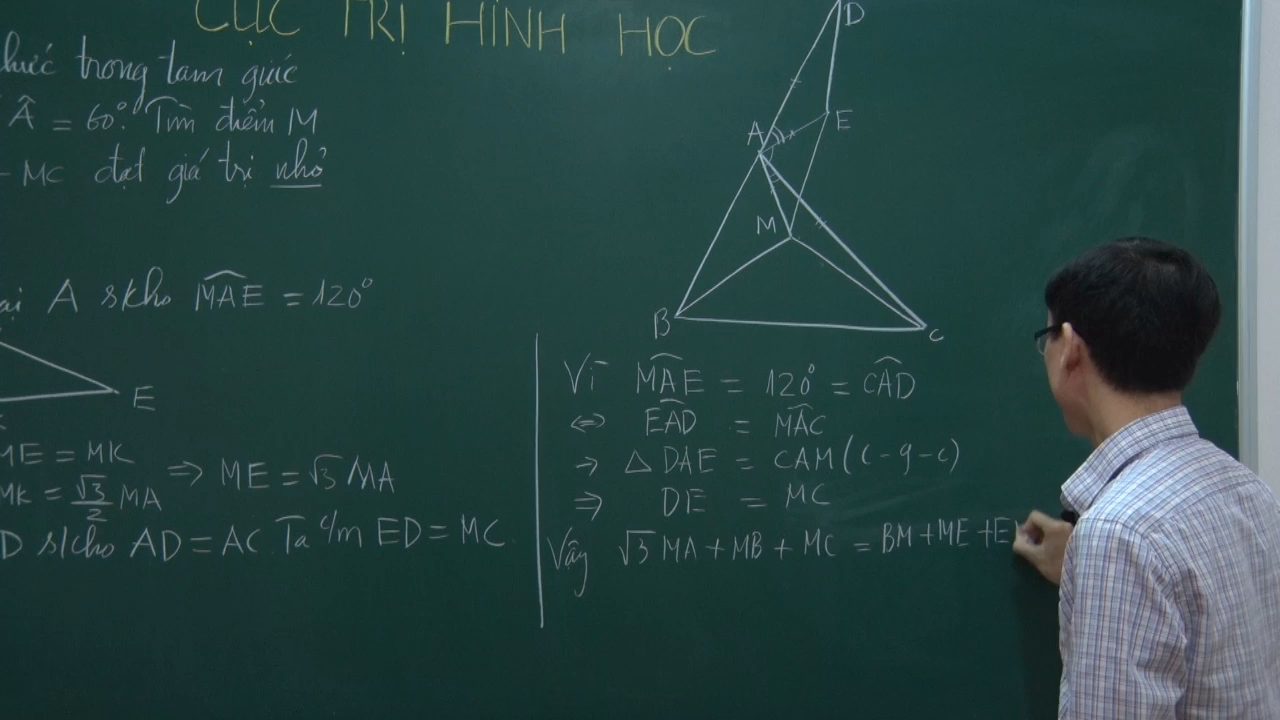 CỰC TRỊ HÌNH HỌC
thức trong tam giác
Â = 60°. Tìm điểm M
- MC đạt giá trị nhỏ
ại A s/cho MAE = 120°
E
ME = MK
MK = √3/2 MA
=> ME = √3 MA
D s/cho AD = AC. Ta c/m ED = MC.
D
E
A
M
B
C
Vì MAE = 120° = CAD
<=> EAD = MAC
-> △ DAE = CAM (c-g-c)
=> DE = MC
Vậy √3 MA + MB + MC = BM + ME + E